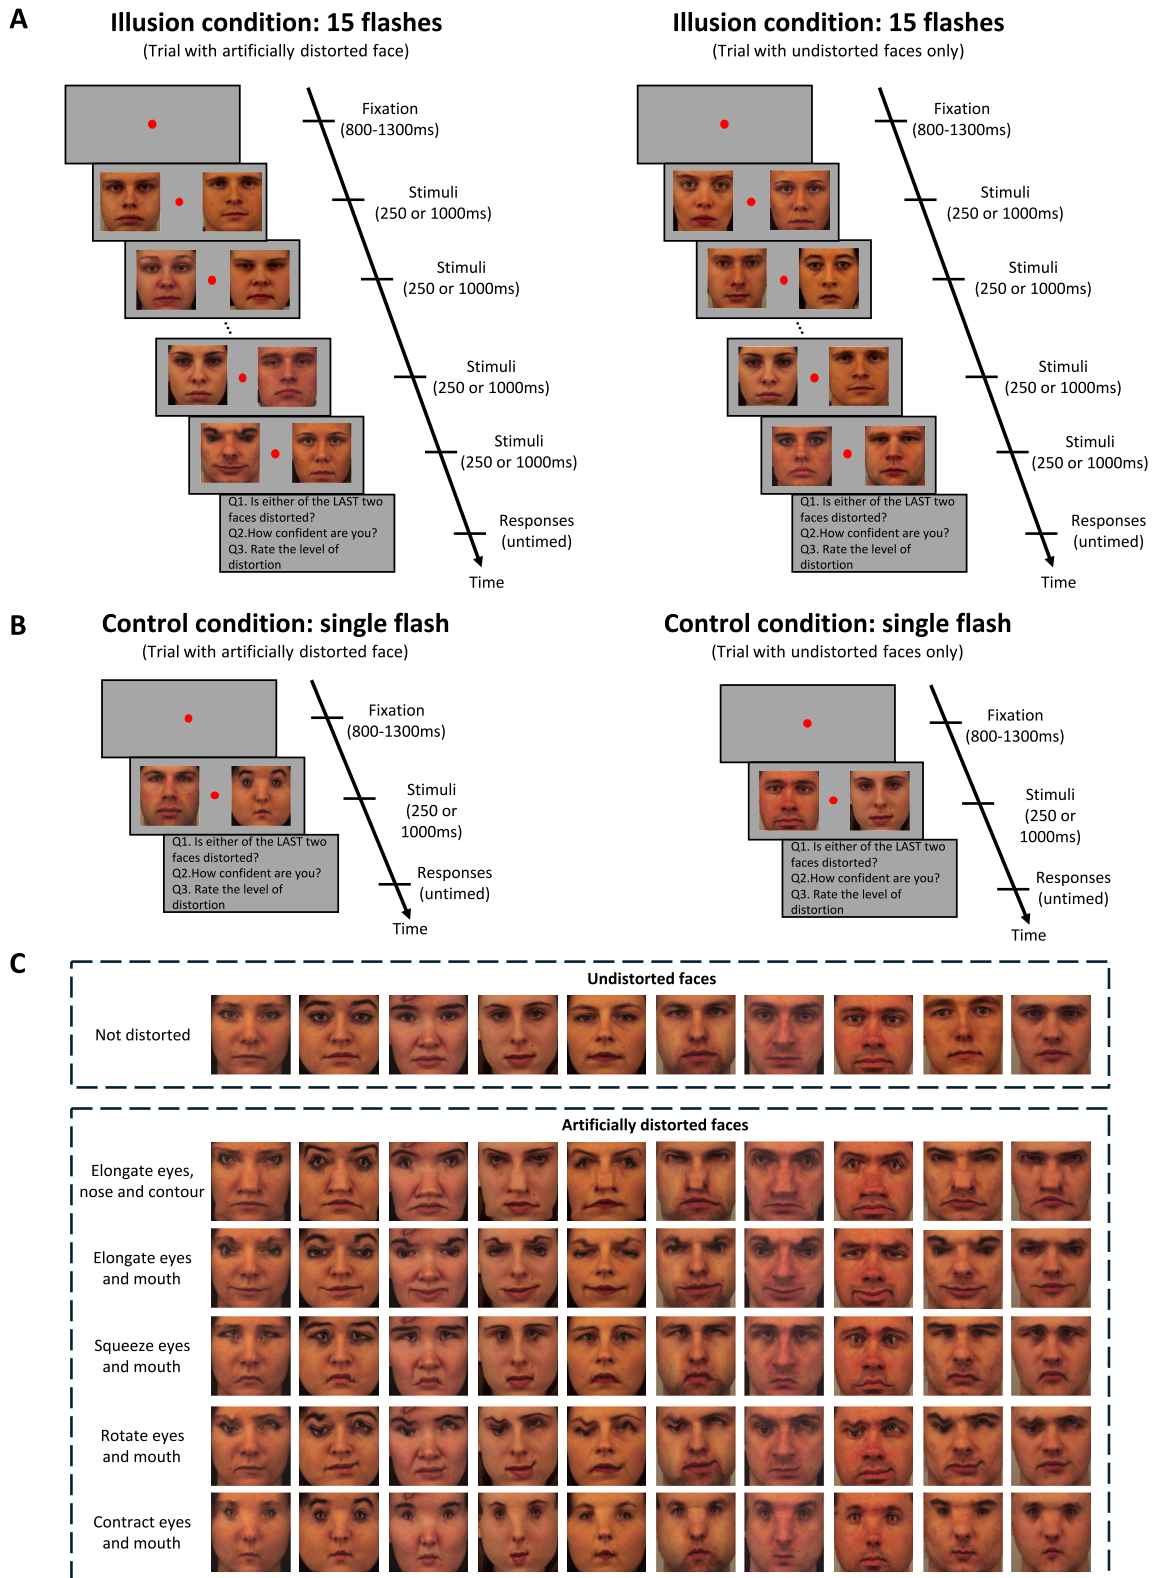 A
Illusion condition: 15 flashes
(Trial with artificially distorted face)
Fixation
(800-1300ms)
Stimuli
(250 or 1000ms)
Stimuli
(250 or 1000ms)
Stimuli
(250 or 1000ms)
Stimuli
(250 or 1000ms)
Q1. Is either of the LAST two
faces distorted?
Q2.How confident are you?
Q3. Rate the level of
distortion
Responses
(untimed)
Time
Illusion condition: 15 flashes
(Trial with undistorted faces only)
Fixation
(800-1300ms)
Stimuli
(250 or 1000ms)
Stimuli
(250 or 1000ms)
Stimuli
(250 or 1000ms)
Stimuli
(250 or 1000ms)
Q1. Is either of the LAST two
faces distorted?
Q2.How confident are you?
Q3. Rate the level of
distortion
Responses
(untimed)
Time
B
Control condition: single flash
(Trial with artificially distorted face)
Fixation
(800-1300ms)
Stimuli
(250 or
1000ms)
Q1. Is either of the LAST two
faces distorted?
Q2.How confident are you?
Q3. Rate the level of
distortion
Responses
(untimed)
Time
Control condition: single flash
(Trial with undistorted faces only)
Fixation
(800-1300ms)
Stimuli
(250 or
1000ms)
Q1. Is either of the LAST two
faces distorted?
Q2.How confident are you?
Q3. Rate the level of
distortion
Responses
(untimed)
Time
C
Undistorted faces
Not distorted
Artificially distorted faces
Elongate eyes,
nose and contour
Elongate eyes
and mouth
Squeeze eyes
and mouth
Rotate eyes
and mouth
Contract eyes
and mouth